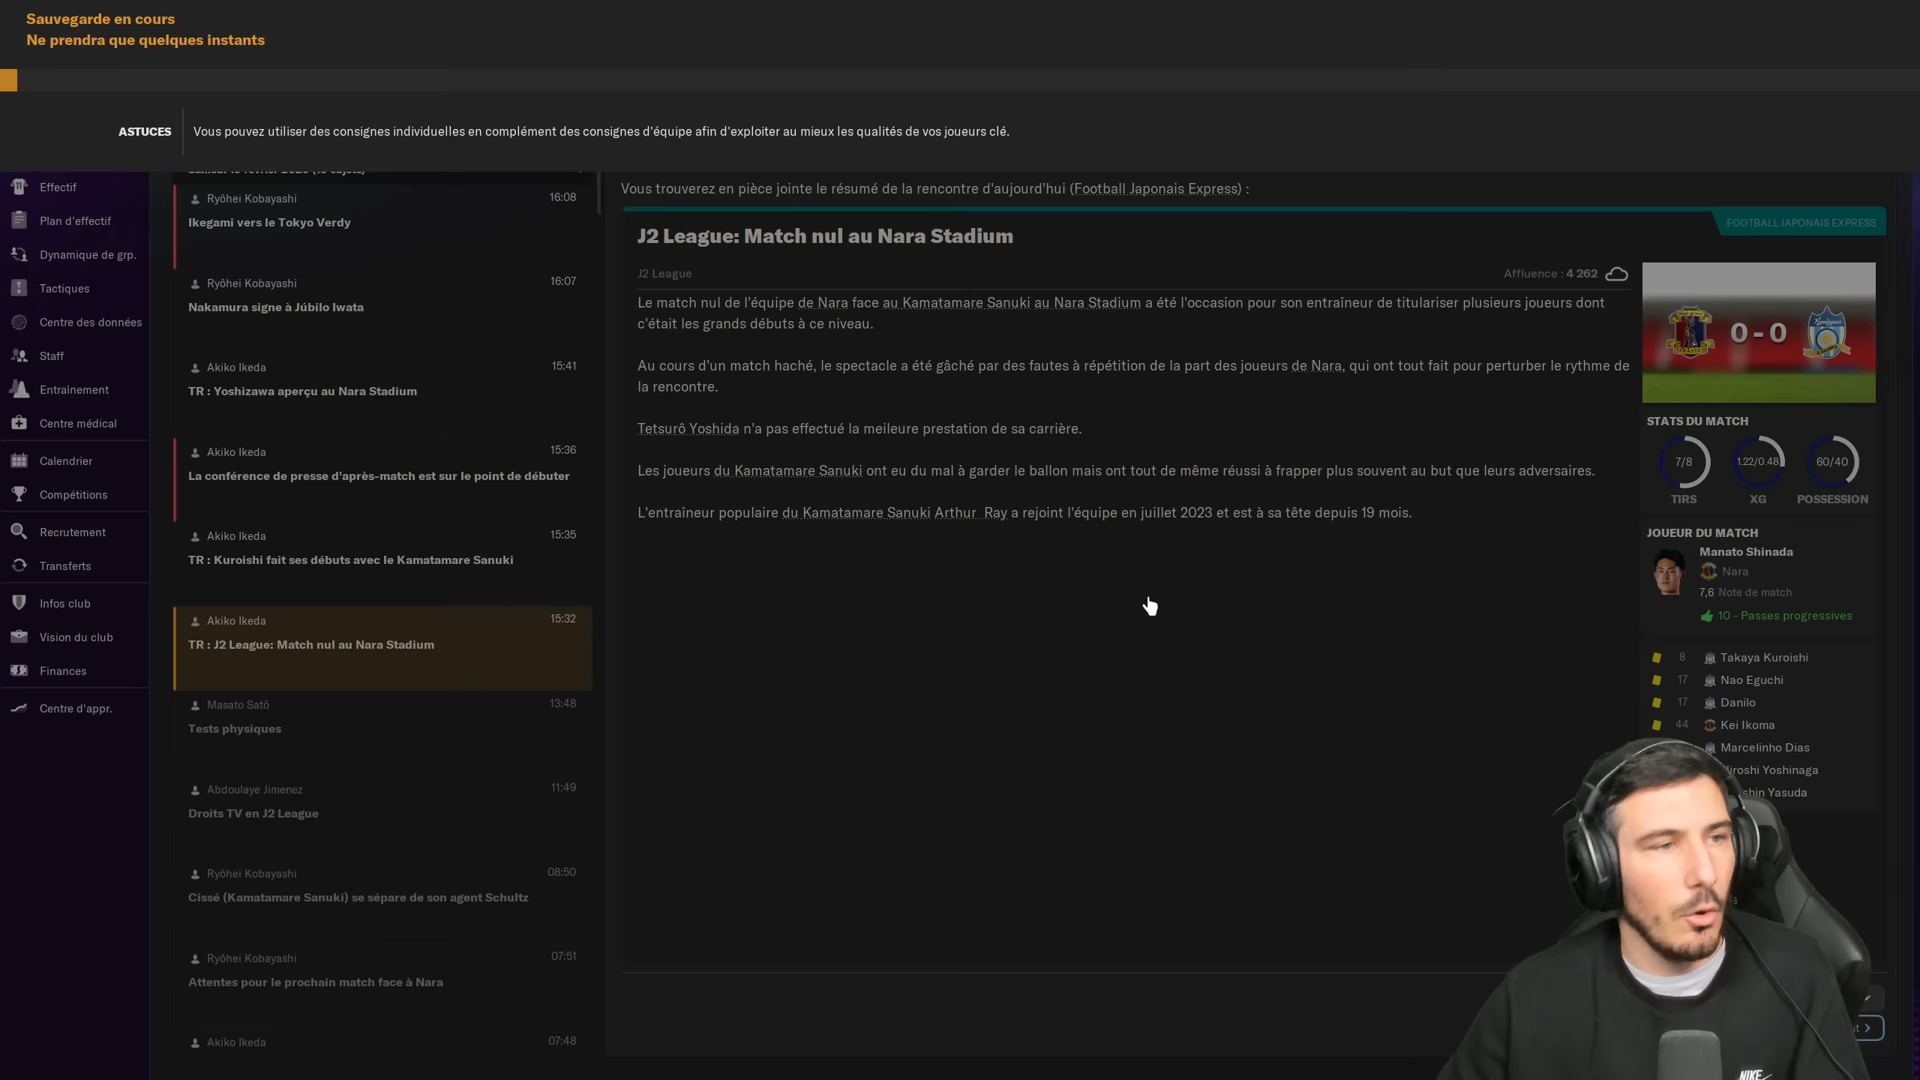 Sauvegarde en cours
Ne prendra que quelques instants
ASTUCES
Vous pouvez utiliser des consignes individuelles en complément des consignes d'équipe afin d'exploiter au mieux les qualités de vos joueurs clé.
Effectif
Plan d'effectif
Dynamique de grp.
Tactiques
Centre des données
Staff
Entraînement
Centre médical
Calendrier
Compétitions
Recrutement
Transferts
Infos club
Vision du club
Finances
Centre d'appr.
Ryôhei Kobayashi 16:08
Ikegami vers le Tokyo Verdy
Ryôhei Kobayashi 16:07
Nakamura signe à Júbilo Iwata
Akiko Ikeda 15:41
TR : Yoshizawa aperçu au Nara Stadium
Akiko Ikeda 15:36
La conférence de presse d'après-match est sur le point de débuter
Akiko Ikeda 15:35
TR : Kuroishi fait ses débuts avec le Kamatamare Sanuki
Akiko Ikeda 15:32
TR : J2 League: Match nul au Nara Stadium
Masato Satô 13:48
Tests physiques
Abdoulaye Jimenez 11:49
Droits TV en J2 League
Ryôhei Kobayashi 08:50
Cissé (Kamatamare Sanuki) se sépare de son agent Schultz
Ryôhei Kobayashi 07:51
Attentes pour le prochain match face à Nara
Akiko Ikeda 07:48
Vous trouverez en pièce jointe le résumé de la rencontre d'aujourd'hui (Football Japonais Express) :
FOOTBALL JAPONAIS EXPRESS
J2 League: Match nul au Nara Stadium
J2 League
Affluence : 4 262
Le match nul de l'équipe de Nara face au Kamatamare Sanuki au Nara Stadium a été l'occasion pour son entraîneur de titulariser plusieurs joueurs dont
c'était les grands débuts à ce niveau.
Au cours d'un match haché, le spectacle a été gâché par des fautes à répétition de la part des joueurs de Nara, qui ont tout fait pour perturber le rythme de
la rencontre.
Tetsurô Yoshida n'a pas effectué la meileure prestation de sa carrière.
Les joueurs du Kamatamare Sanuki ont eu du mal à garder le ballon mais ont tout de même réussi à frapper plus souvent au but que leurs adversaires.
L'entraîneur populaire du Kamatamare Sanuki Arthur Ray a rejoint l'équipe en juillet 2023 et est à sa tête depuis 19 mois.
0 - 0
STATS DU MATCH
7/8 1.22/0.48 60/40
TIRS XG POSSESSION
JOUEUR DU MATCH
Manato Shinada
Nara
7,6 Note de match
10 - Passes progressives
8 Takaya Kuroishi
17 Nao Eguchi
17 Danilo
44 Kei Ikoma
Marcelinho Dias
Hiroshi Yoshinaga
Yasuda
NIKE